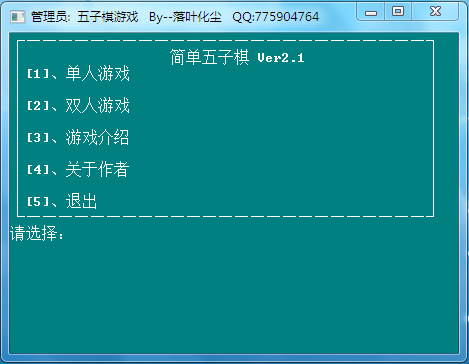 管理员: 五子棋游戏 By--落叶化尘 QQ:775904764
简单五子棋 Ver2.1
[1]、单人游戏
[2]、双人游戏
[3]、游戏介绍
[4]、关于作者
[5]、退出
请选择: